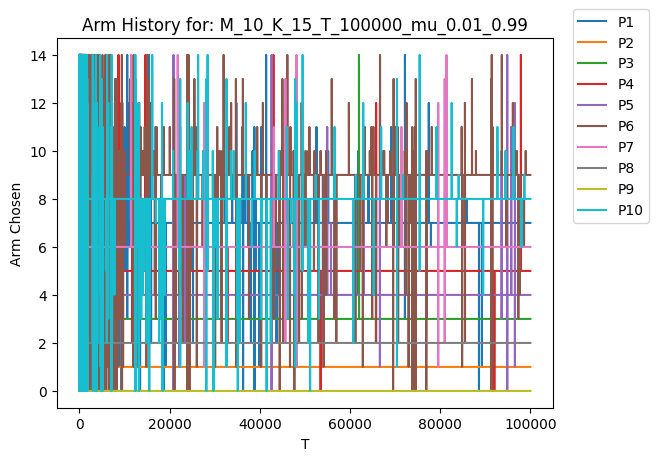 Arm History for: M_10_K_15_T_100000_mu_0.01_0.99
14
12
10
8
6
4
2
0
Arm Chosen
0 20000 40000 60000 80000 100000
T
P1
P2
P3
P4
P5
P6
P7
P8
P9
P10